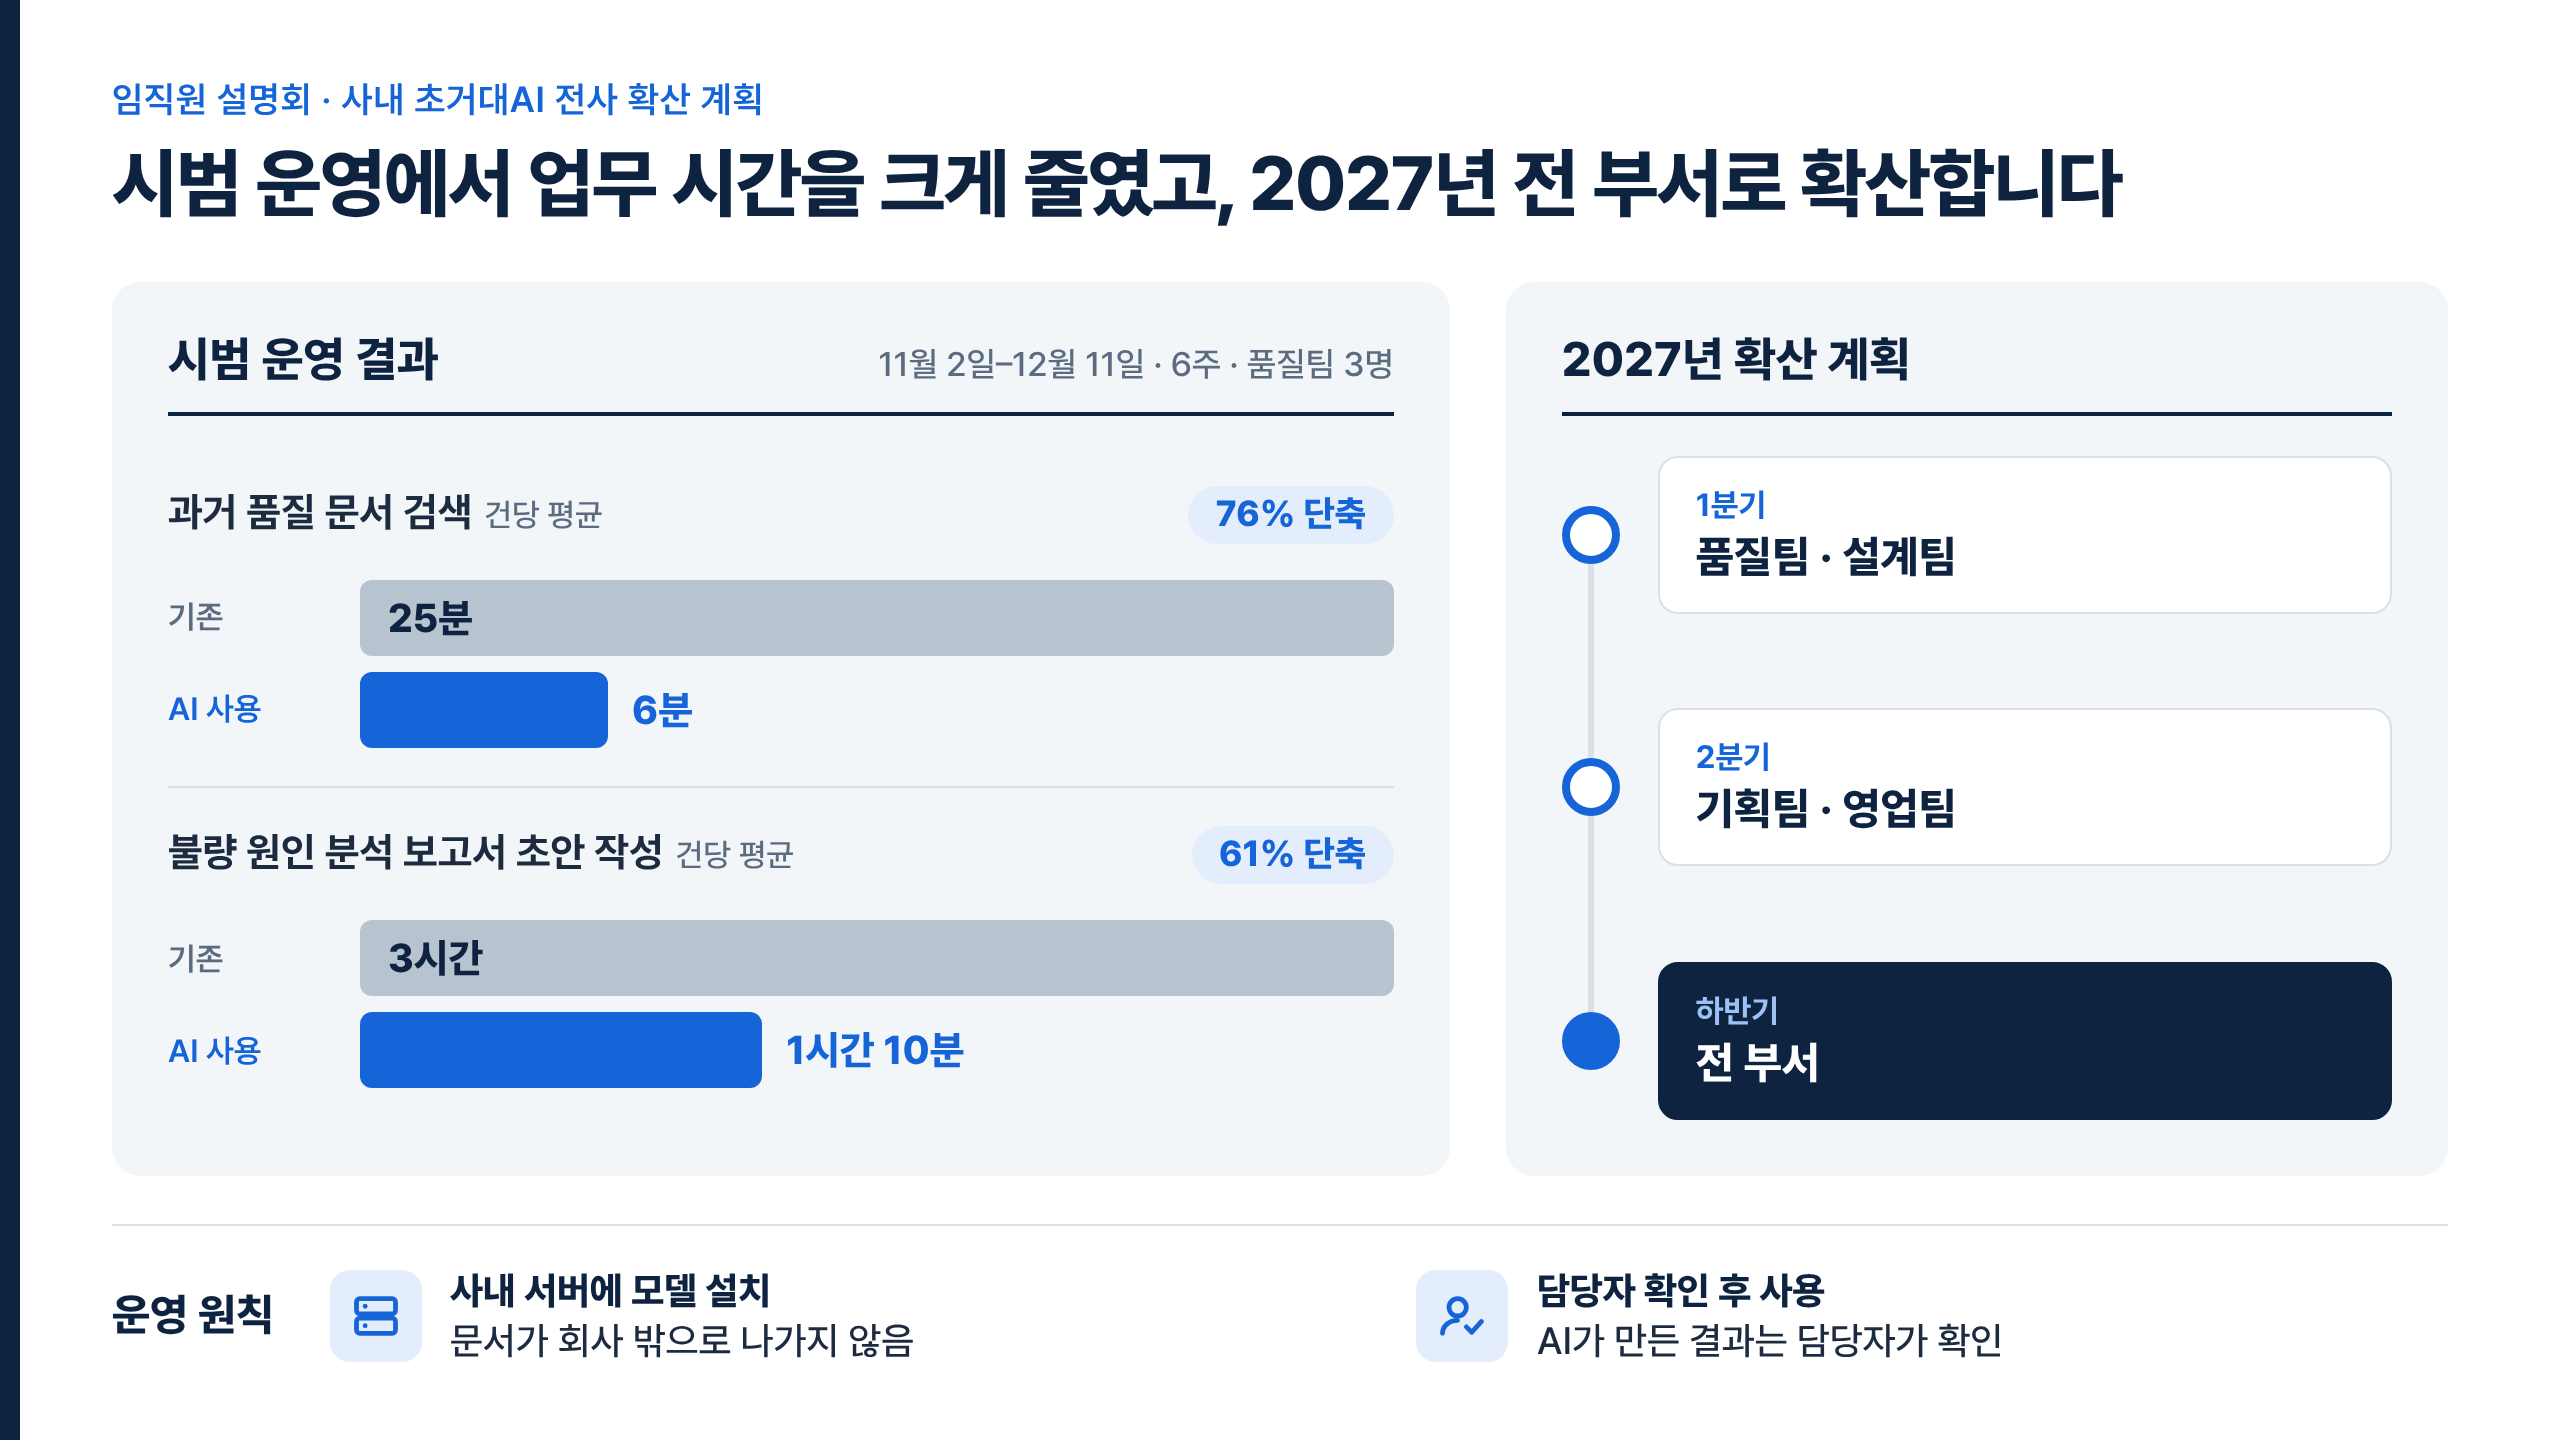 임직원 설명회 · 사내 초거대AI 전사 확산 계획
시범 운영에서 업무 시간을 크게 줄였고, 2027년 전 부서로 확산합니다
시범 운영 결과
11월 2일–12월 11일 · 6주 · 품질팀 3명
과거 품질 문서 검색 건당 평균
76% 단축
기존
25분
AI 사용
6분
불량 원인 분석 보고서 초안 작성 건당 평균
61% 단축
기존
3시간
AI 사용
1시간 10분
2027년 확산 계획
1분기
품질팀 · 설계팀
2분기
기획팀 · 영업팀
하반기
전 부서
운영 원칙
사내 서버에 모델 설치
문서가 회사 밖으로 나가지 않음
담당자 확인 후 사용
AI가 만든 결과는 담당자가 확인